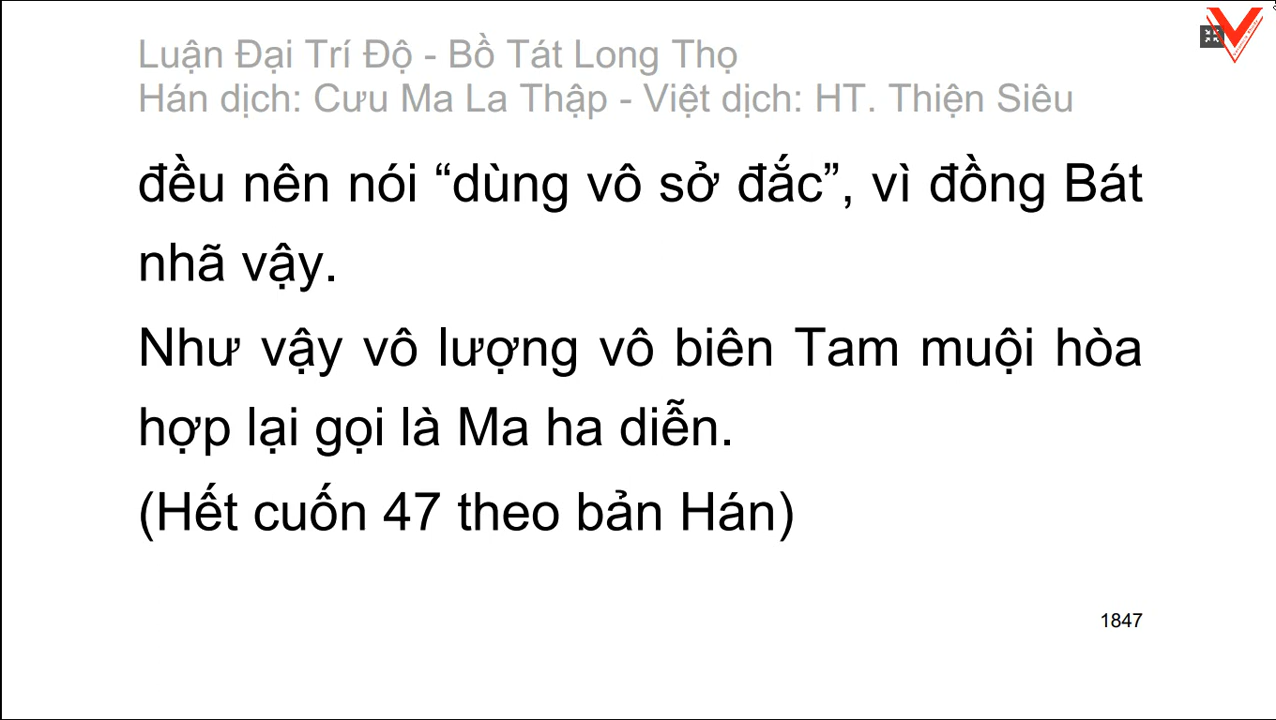 Luận Đại Trí Độ - Bồ Tát Long Thọ
Hán dịch: Cưu Ma La Thập - Việt dịch: HT. Thiện Siêu
đều nên nói “dùng vô sở đắc”, vì đồng Bát
nhã vậy.
Như vậy vô lượng vô biên Tam muội hòa
hợp lại gọi là Ma ha diễn.
(Hết cuốn 47 theo bản Hán)
1847